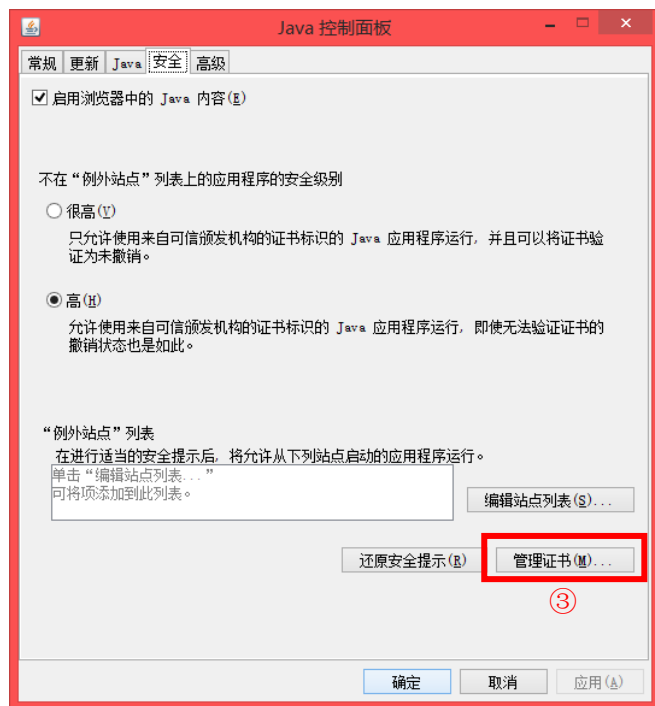 Java 控制面板
常规 更新 Java 安全 高级
启用浏览器中的 Java 内容(E)
不在“例外站点”列表上的应用程序的安全级别
很高(V)
只允许使用来自可信颁发机构的证书标识的 Java 应用程序运行, 并且可以将证书验
证为未撤销。
高(H)
允许使用来自可信颁发机构的证书标识的 Java 应用程序运行, 即使无法验证证书的
撤销状态也是如此。
“例外站点”列表
在进行适当的安全提示后, 将允许从下列站点启动的应用程序运行。
单击“编辑站点列表...”
可将项添加到此列表。
编辑站点列表(S)...
还原安全提示(R) 管理证书(M)...
③
确定 取消 应用(A)